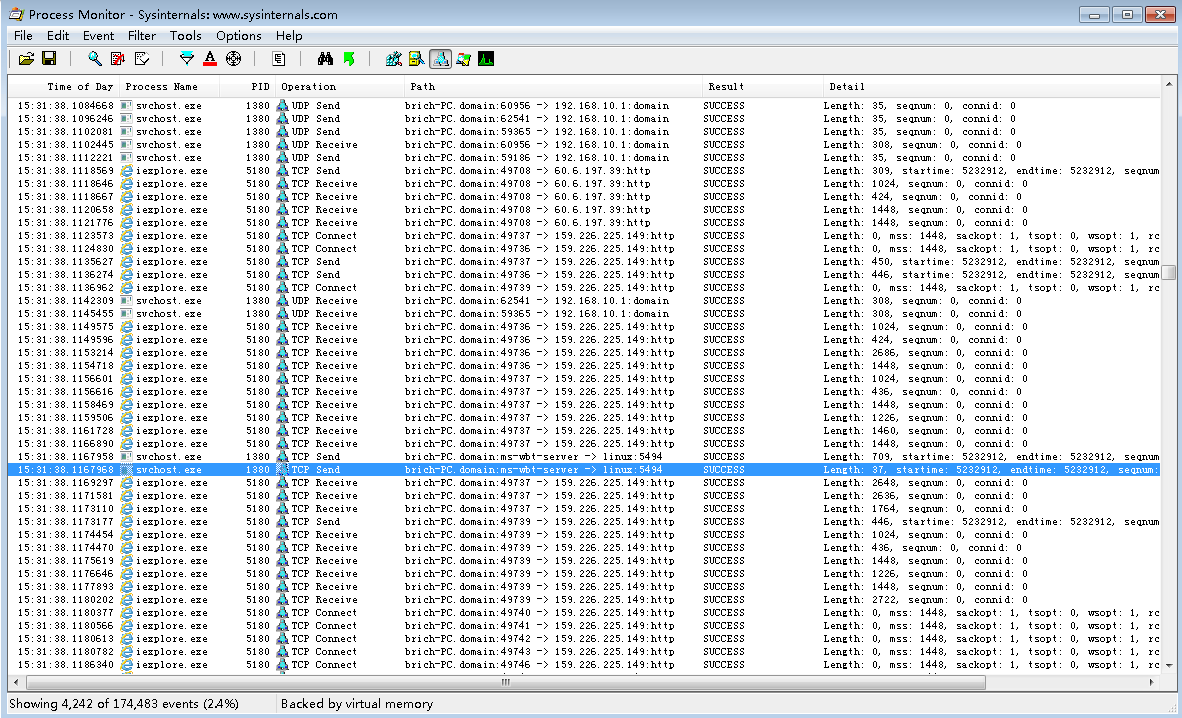 Process Monitor - Sysinternals: www.sysinternals.com
File Edit Event Filter Tools Options Help
Time of Day Process Name PID Operation Path Result Detail
15:31:38.1084668 svchost.exe 1380 UDP Send brich-PC.domain:60956 -> 192.168.10.1:domain SUCCESS Length: 35, seqnum: 0, connid: 0
15:31:38.1096246 svchost.exe 1380 UDP Send brich-PC.domain:62541 -> 192.168.10.1:domain SUCCESS Length: 35, seqnum: 0, connid: 0
15:31:38.1102081 svchost.exe 1380 UDP Send brich-PC.domain:59365 -> 192.168.10.1:domain SUCCESS Length: 35, seqnum: 0, connid: 0
15:31:38.1102445 svchost.exe 1380 UDP Receive brich-PC.domain:60956 -> 192.168.10.1:domain SUCCESS Length: 308, seqnum: 0, connid: 0
15:31:38.1112221 svchost.exe 1380 UDP Send brich-PC.domain:59186 -> 192.168.10.1:domain SUCCESS Length: 35, seqnum: 0, connid: 0
15:31:38.1118569 iexplore.exe 5180 TCP Send brich-PC.domain:49708 -> 60.6.197.39:http SUCCESS Length: 309, startime: 5232912, endtime: 5232912, seqnum
15:31:38.1118646 iexplore.exe 5180 TCP Receive brich-PC.domain:49708 -> 60.6.197.39:http SUCCESS Length: 1024, seqnum: 0, connid: 0
15:31:38.1118667 iexplore.exe 5180 TCP Receive brich-PC.domain:49708 -> 60.6.197.39:http SUCCESS Length: 424, seqnum: 0, connid: 0
15:31:38.1120658 iexplore.exe 5180 TCP Receive brich-PC.domain:49708 -> 60.6.197.39:http SUCCESS Length: 1448, seqnum: 0, connid: 0
15:31:38.1121776 iexplore.exe 5180 TCP Receive brich-PC.domain:49708 -> 60.6.197.39:http SUCCESS Length: 1448, seqnum: 0, connid: 0
15:31:38.1123573 iexplore.exe 5180 TCP Connect brich-PC.domain:49737 -> 159.226.225.149:http SUCCESS Length: 0, mss: 1448, sackopt: 1, tsopt: 0, wsopt: 1, rc
15:31:38.1124830 iexplore.exe 5180 TCP Connect brich-PC.domain:49736 -> 159.226.225.149:http SUCCESS Length: 0, mss: 1448, sackopt: 1, tsopt: 0, wsopt: 1, rc
15:31:38.1135627 iexplore.exe 5180 TCP Send brich-PC.domain:49737 -> 159.226.225.149:http SUCCESS Length: 450, startime: 5232912, endtime: 5232912, seqnum
15:31:38.1136274 iexplore.exe 5180 TCP Send brich-PC.domain:49736 -> 159.226.225.149:http SUCCESS Length: 446, startime: 5232912, endtime: 5232912, seqnum
15:31:38.1136962 iexplore.exe 5180 TCP Connect brich-PC.domain:49739 -> 159.226.225.149:http SUCCESS Length: 0, mss: 1448, sackopt: 1, tsopt: 0, wsopt: 1, rc
15:31:38.1142309 svchost.exe 1380 UDP Receive brich-PC.domain:62541 -> 192.168.10.1:domain SUCCESS Length: 308, seqnum: 0, connid: 0
15:31:38.1145455 svchost.exe 1380 UDP Receive brich-PC.domain:59365 -> 192.168.10.1:domain SUCCESS Length: 308, seqnum: 0, connid: 0
15:31:38.1149575 iexplore.exe 5180 TCP Receive brich-PC.domain:49736 -> 159.226.225.149:http SUCCESS Length: 1024, seqnum: 0, connid: 0
15:31:38.1149596 iexplore.exe 5180 TCP Receive brich-PC.domain:49736 -> 159.226.225.149:http SUCCESS Length: 424, seqnum: 0, connid: 0
15:31:38.1153214 iexplore.exe 5180 TCP Receive brich-PC.domain:49736 -> 159.226.225.149:http SUCCESS Length: 2686, seqnum: 0, connid: 0
15:31:38.1154718 iexplore.exe 5180 TCP Receive brich-PC.domain:49736 -> 159.226.225.149:http SUCCESS Length: 1448, seqnum: 0, connid: 0
15:31:38.1156601 iexplore.exe 5180 TCP Receive brich-PC.domain:49737 -> 159.226.225.149:http SUCCESS Length: 1024, seqnum: 0, connid: 0
15:31:38.1156616 iexplore.exe 5180 TCP Receive brich-PC.domain:49737 -> 159.226.225.149:http SUCCESS Length: 436, seqnum: 0, connid: 0
15:31:38.1158469 iexplore.exe 5180 TCP Receive brich-PC.domain:49737 -> 159.226.225.149:http SUCCESS Length: 1448, seqnum: 0, connid: 0
15:31:38.1159506 iexplore.exe 5180 TCP Receive brich-PC.domain:49737 -> 159.226.225.149:http SUCCESS Length: 1226, seqnum: 0, connid: 0
15:31:38.1161728 iexplore.exe 5180 TCP Receive brich-PC.domain:49737 -> 159.226.225.149:http SUCCESS Length: 1460, seqnum: 0, connid: 0
15:31:38.1166890 iexplore.exe 5180 TCP Receive brich-PC.domain:49737 -> 159.226.225.149:http SUCCESS Length: 1448, seqnum: 0, connid: 0
15:31:38.1167958 svchost.exe 1380 TCP Send brich-PC.domain:ms-wbt-server -> linux:5494 SUCCESS Length: 709, startime: 5232912, endtime: 5232912, seqnum
15:31:38.1167968 svchost.exe 1380 TCP Send brich-PC.domain:ms-wbt-server -> linux:5494 SUCCESS Length: 37, startime: 5232912, endtime: 5232912, seqnum:
15:31:38.1169297 iexplore.exe 5180 TCP Receive brich-PC.domain:49737 -> 159.226.225.149:http SUCCESS Length: 2648, seqnum: 0, connid: 0
15:31:38.1171581 iexplore.exe 5180 TCP Receive brich-PC.domain:49737 -> 159.226.225.149:http SUCCESS Length: 2636, seqnum: 0, connid: 0
15:31:38.1173110 iexplore.exe 5180 TCP Receive brich-PC.domain:49737 -> 159.226.225.149:http SUCCESS Length: 1764, seqnum: 0, connid: 0
15:31:38.1173177 iexplore.exe 5180 TCP Send brich-PC.domain:49739 -> 159.226.225.149:http SUCCESS Length: 446, startime: 5232912, endtime: 5232912, seqnum
15:31:38.1174454 iexplore.exe 5180 TCP Receive brich-PC.domain:49739 -> 159.226.225.149:http SUCCESS Length: 1024, seqnum: 0, connid: 0
15:31:38.1174470 iexplore.exe 5180 TCP Receive brich-PC.domain:49739 -> 159.226.225.149:http SUCCESS Length: 436, seqnum: 0, connid: 0
15:31:38.1175619 iexplore.exe 5180 TCP Receive brich-PC.domain:49739 -> 159.226.225.149:http SUCCESS Length: 1448, seqnum: 0, connid: 0
15:31:38.1176646 iexplore.exe 5180 TCP Receive brich-PC.domain:49739 -> 159.226.225.149:http SUCCESS Length: 1226, seqnum: 0, connid: 0
15:31:38.1177893 iexplore.exe 5180 TCP Receive brich-PC.domain:49739 -> 159.226.225.149:http SUCCESS Length: 1448, seqnum: 0, connid: 0
15:31:38.1180202 iexplore.exe 5180 TCP Receive brich-PC.domain:49739 -> 159.226.225.149:http SUCCESS Length: 2722, seqnum: 0, connid: 0
15:31:38.1180377 iexplore.exe 5180 TCP Connect brich-PC.domain:49740 -> 159.226.225.149:http SUCCESS Length: 0, mss: 1448, sackopt: 1, tsopt: 0, wsopt: 1, rc
15:31:38.1180566 iexplore.exe 5180 TCP Connect brich-PC.domain:49741 -> 159.226.225.149:http SUCCESS Length: 0, mss: 1448, sackopt: 1, tsopt: 0, wsopt: 1, rc
15:31:38.1180613 iexplore.exe 5180 TCP Connect brich-PC.domain:49742 -> 159.226.225.149:http SUCCESS Length: 0, mss: 1448, sackopt: 1, tsopt: 0, wsopt: 1, rc
15:31:38.1180782 iexplore.exe 5180 TCP Connect brich-PC.domain:49743 -> 159.226.225.149:http SUCCESS Length: 0, mss: 1448, sackopt: 1, tsopt: 0, wsopt: 1, rc
15:31:38.1186340 iexplore.exe 5180 TCP Connect brich-PC.domain:49746 -> 159.226.225.149:http SUCCESS Length: 0, mss: 1448, sackopt: 1, tsopt: 0, wsopt: 1, rc
Showing 4,242 of 174,483 events (2.4%) Backed by virtual memory